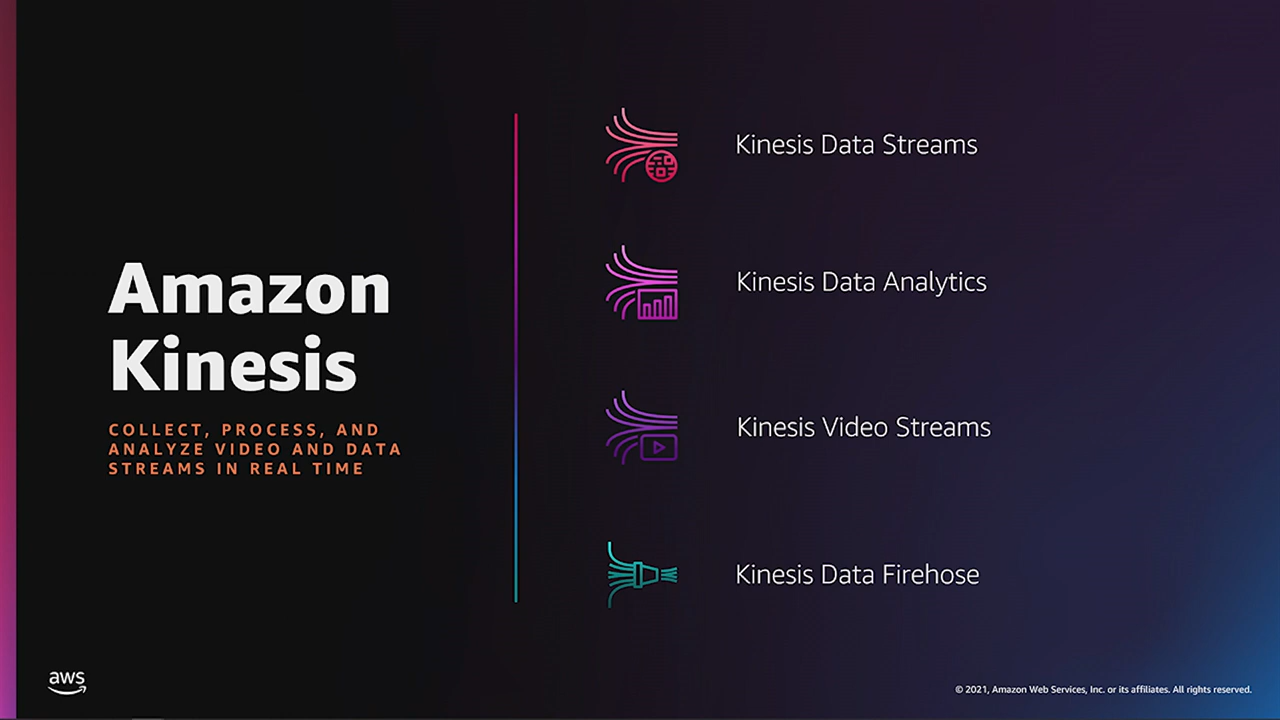 Amazon
Kinesis
COLLECT, PROCESS, AND
ANALYZE VIDEO AND DATA
STREAMS IN REAL TIME
Kinesis Data Streams
Kinesis Data Analytics
Kinesis Video Streams
Kinesis Data Firehose
aws
© 2021, Amazon Web Services, Inc. or its affiliates. All rights reserved.